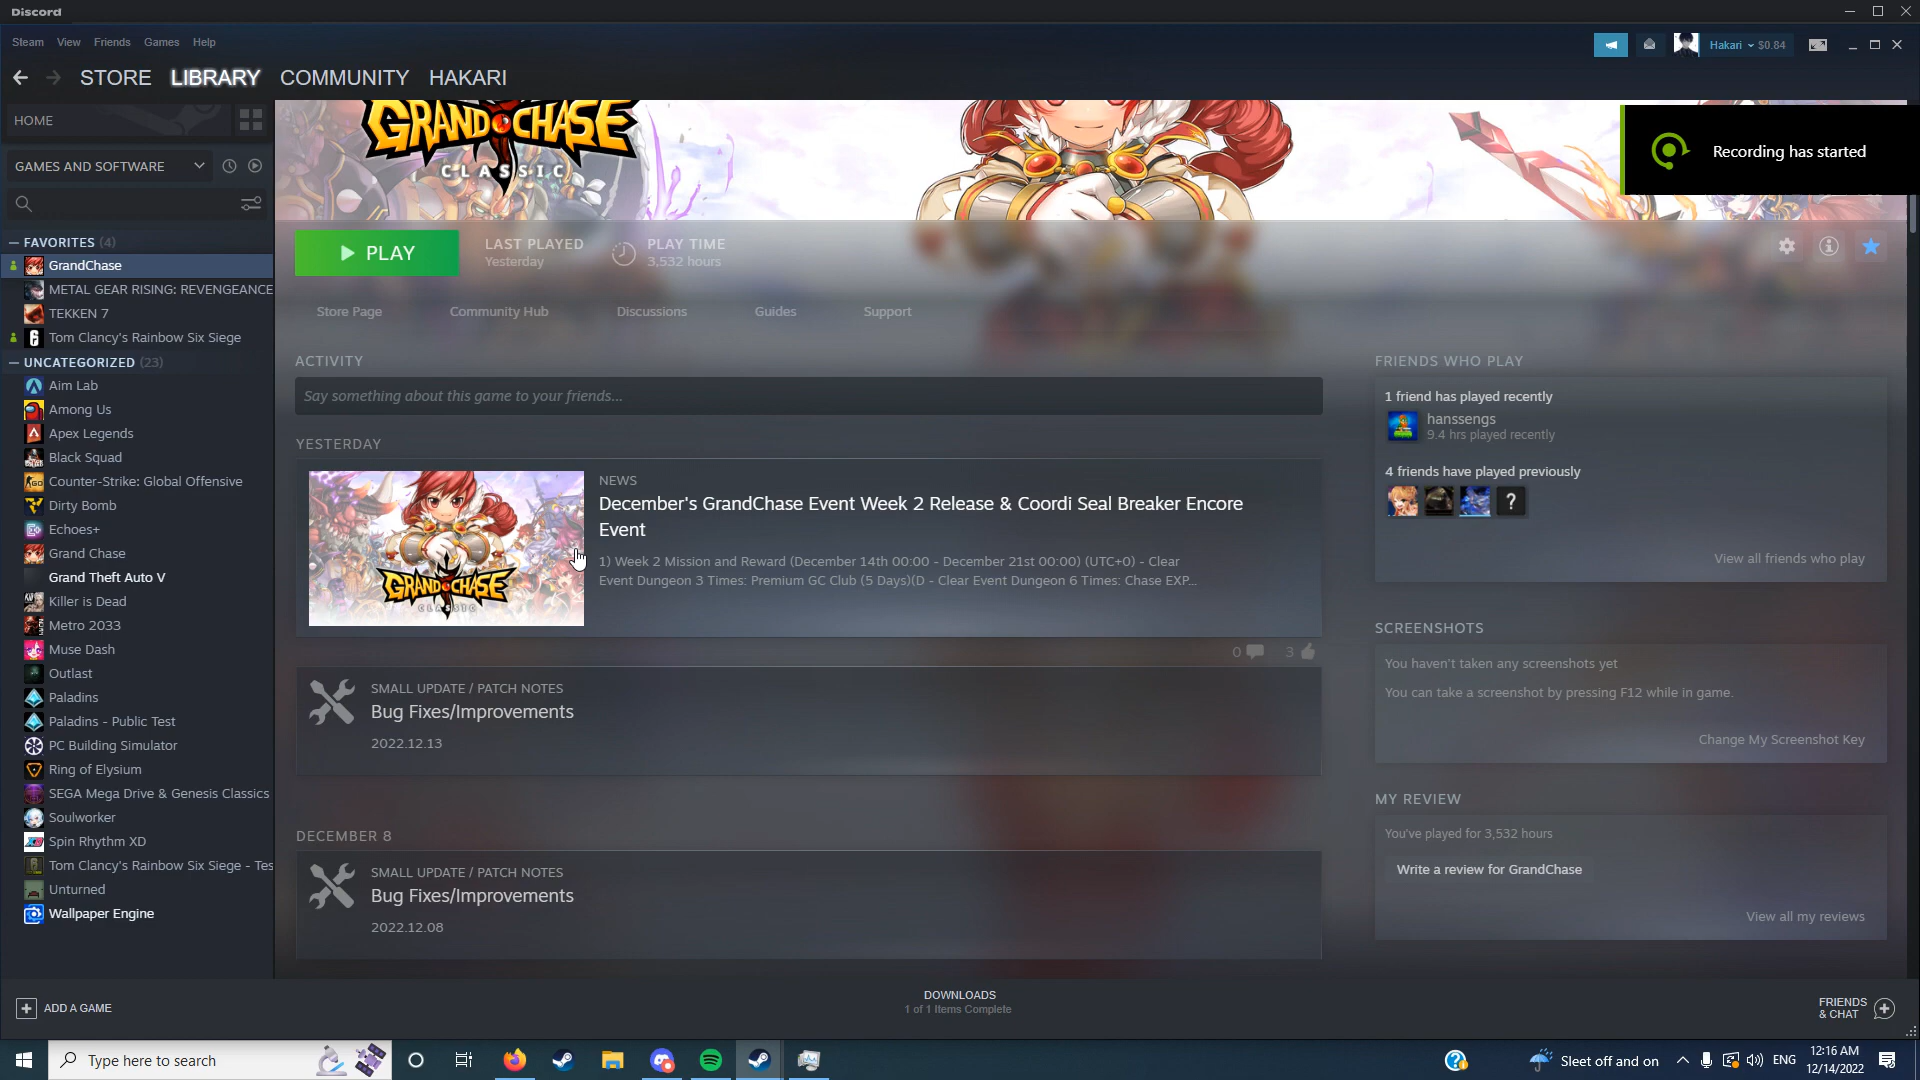 Discord
Steam View Friends Games Help
Hakari $0.84
STORE LIBRARY COMMUNITY HAKARI
HOME
GAMES AND SOFTWARE
FAVORITES (4)
GrandChase
METAL GEAR RISING: REVENGEANCE
TEKKEN 7
Tom Clancy's Rainbow Six Siege
UNCATEGORIZED (23)
Aim Lab
Among Us
Apex Legends
Black Squad
Counter-Strike: Global Offensive
Dirty Bomb
Echoes+
Grand Chase
Grand Theft Auto V
Killer is Dead
Metro 2033
Muse Dash
Outlast
Paladins
Paladins - Public Test
PC Building Simulator
Ring of Elysium
SEGA Mega Drive & Genesis Classics
Soulworker
Spin Rhythm XD
Tom Clancy's Rainbow Six Siege - Tes
Unturned
Wallpaper Engine
ADD A GAME
GRAND CHASE
CLASSIC
Recording has started
PLAY
LAST PLAYED
Yesterday
PLAY TIME
3,532 hours
Store Page Community Hub Discussions Guides Support
ACTIVITY
Say something about this game to your friends...
YESTERDAY
GRAND CHASE
CLASSIC
NEWS
December's GrandChase Event Week 2 Release & Coordi Seal Breaker Encore
Event
1) Week 2 Mission and Reward (December 14th 00:00 - December 21st 00:00) (UTC+0) - Clear
Event Dungeon 3 Times: Premium GC Club (5 Days)(D - Clear Event Dungeon 6 Times: Chase EXP...
0 3
SMALL UPDATE / PATCH NOTES
Bug Fixes/Improvements
2022.12.13
DECEMBER 8
SMALL UPDATE / PATCH NOTES
Bug Fixes/Improvements
2022.12.08
FRIENDS WHO PLAY
1 friend has played recently
hanssengs
9.4 hrs played recently
4 friends have played previously
?
View all friends who play
SCREENSHOTS
You haven't taken any screenshots yet
You can take a screenshot by pressing F12 while in game.
Change My Screenshot Key
MY REVIEW
You've played for 3,532 hours
Write a review for GrandChase
View all my reviews
DOWNLOADS
1 of 1 Items Complete
FRIENDS
& CHAT
Type here to search
Sleet off and on
ENG
12:16 AM
12/14/2022